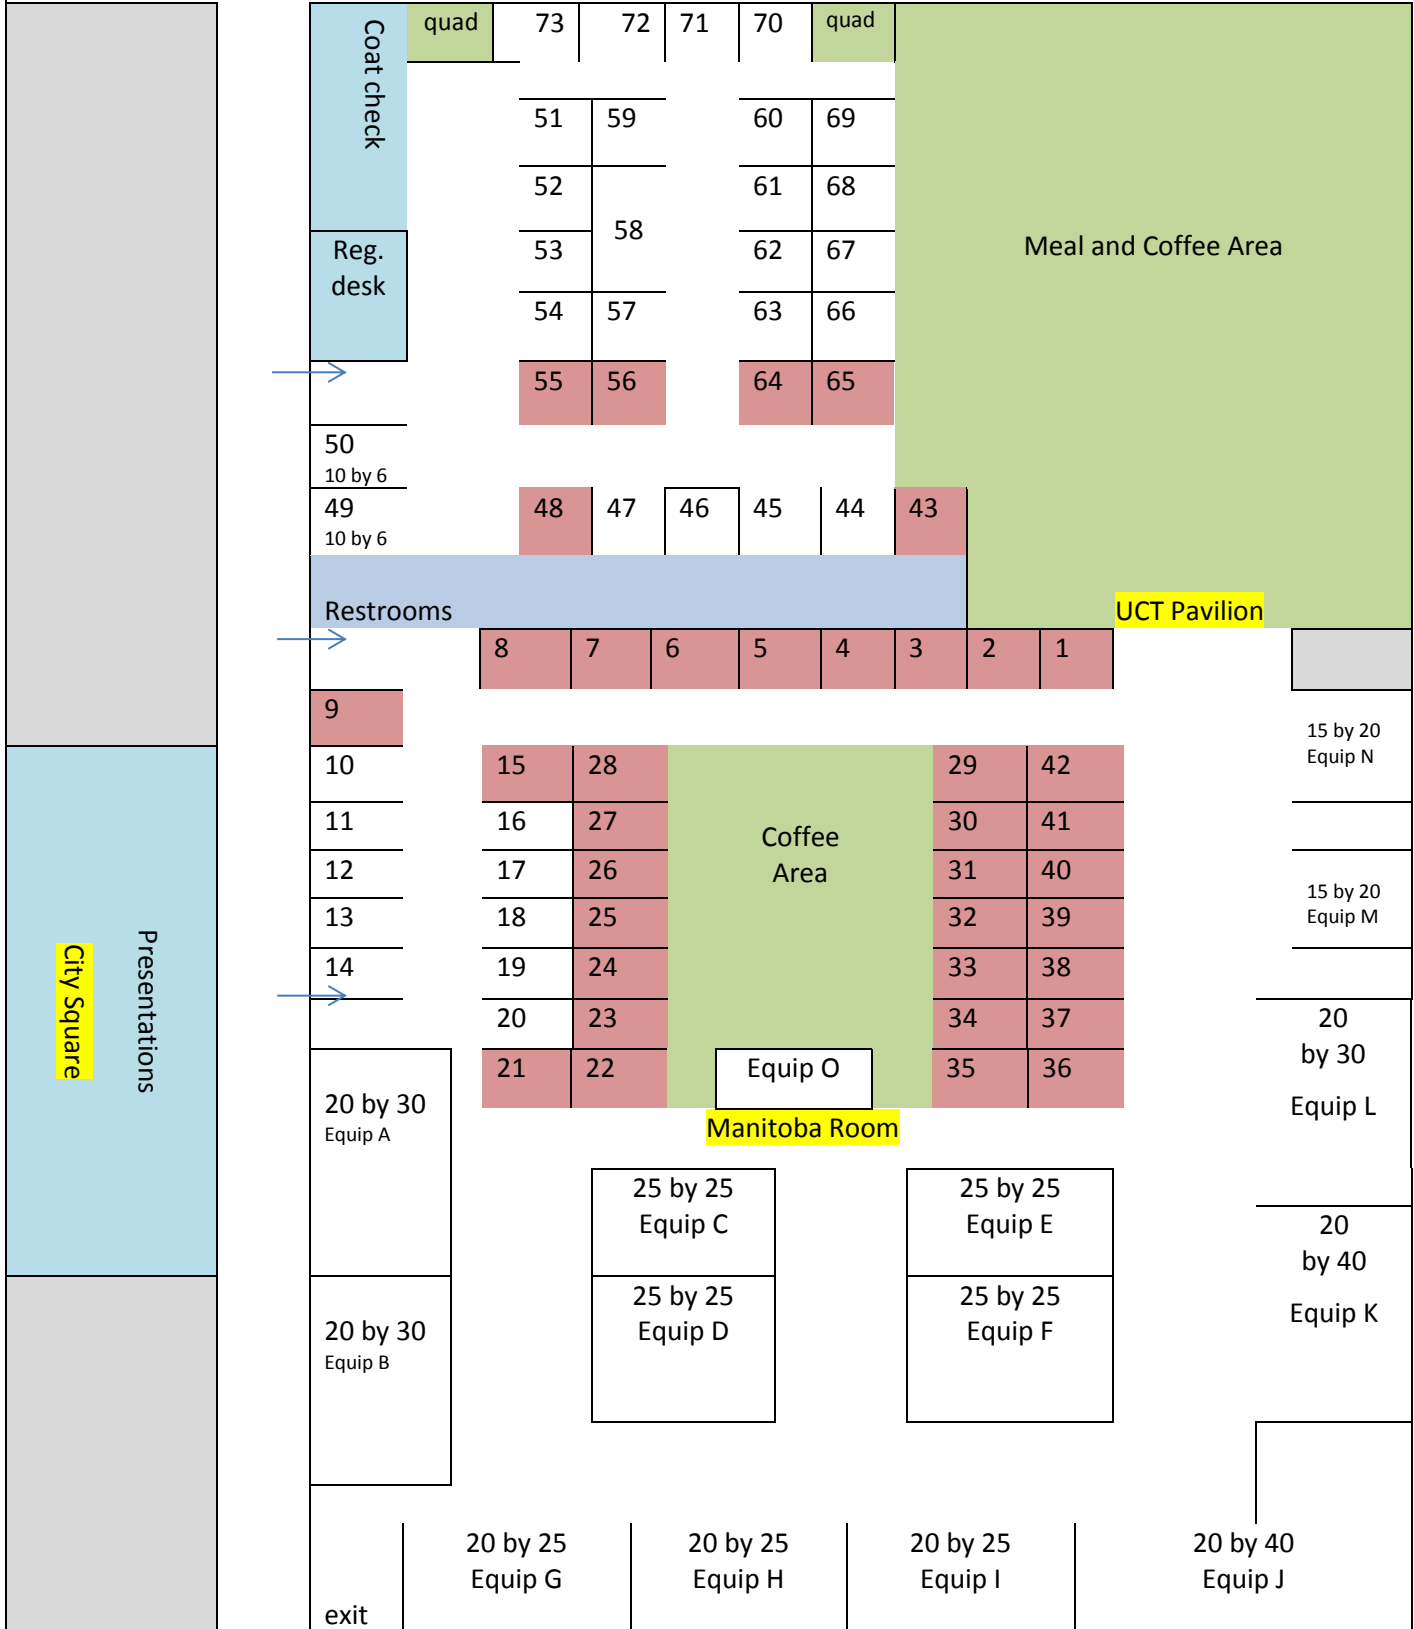 Coat check
quad 73 72 71 70 quad
51 59 60 69
52 61 68
58
Reg.
desk
53 62 67
Meal and Coffee Area
54 57 63 66
55 56 64 65
50
10 by 6
49
10 by 6
48 47 46 45 44 43
Restrooms
UCT Pavilion
8 7 6 5 4 3 2 1
9
15 by 20
Equip N
10 15 28 29 42
11 16 27 30 41
Coffee
Area
12 17 26 31 40
15 by 20
Equip M
13 18 25 32 39
14 19 24 33 38
Presentations
City Square
20 23 34 37
20
by 30
Equip L
21 22 Equip O 35 36
20 by 30
Equip A
Manitoba Room
25 by 25
Equip C
25 by 25
Equip E
20
by 40
Equip K
20 by 30
Equip B
25 by 25
Equip D
25 by 25
Equip F
exit
20 by 25
Equip G
20 by 25
Equip H
20 by 25
Equip I
20 by 40
Equip J